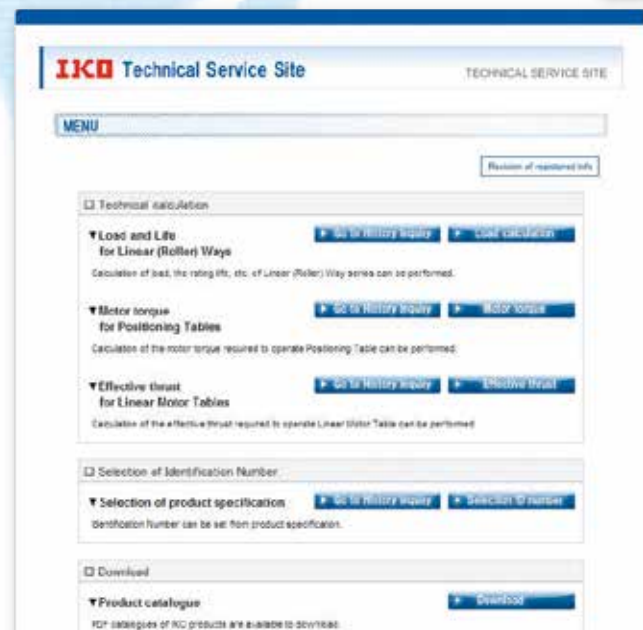 IKO Technical Service Site
TECHNICAL SERVICE SITE
MENU
Revision of registered info
Technical calculation
▼Load and Life
for Linear (Roller) Ways
Go to History Inquiry
Load calculation
Calculation of load, the rating life, etc. of Linear (Roller) Way series can be performed.
▼Motor torque
for Positioning Tables
Go to History Inquiry
Motor torque
Calculation of the motor torque required to operate Positioning Table can be performed.
▼Effective thrust
for Linear Motor Tables
Go to History Inquiry
Effective thrust
Calculation of the effective thrust required to operate Linear Motor Table can be performed
Selection of Identification Number
▼Selection of product specification
Go to History Inquiry
Selection ID number
Identification Number can be set from product specification.
Download
▼Product catalogue
Download
PDF catalogues of IKO products are available to download.